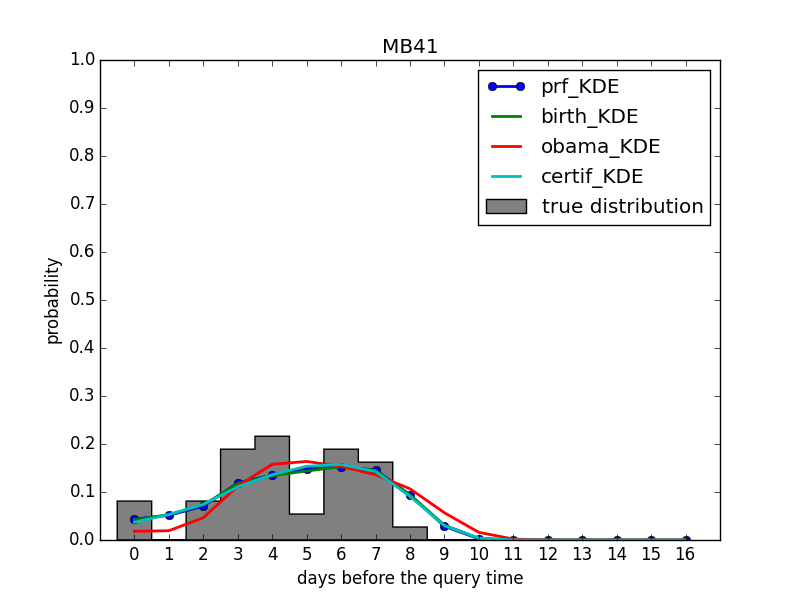 MB41
1.0
0.9
0.8
0.7
0.6
0.5
0.4
0.3
0.2
0.1
0.0
probability
prf_KDE
birth_KDE
obama_KDE
certif_KDE
true distribution
0 1 2 3 4 5 6 7 8 9 10 11 12 13 14 15 16
days before the query time